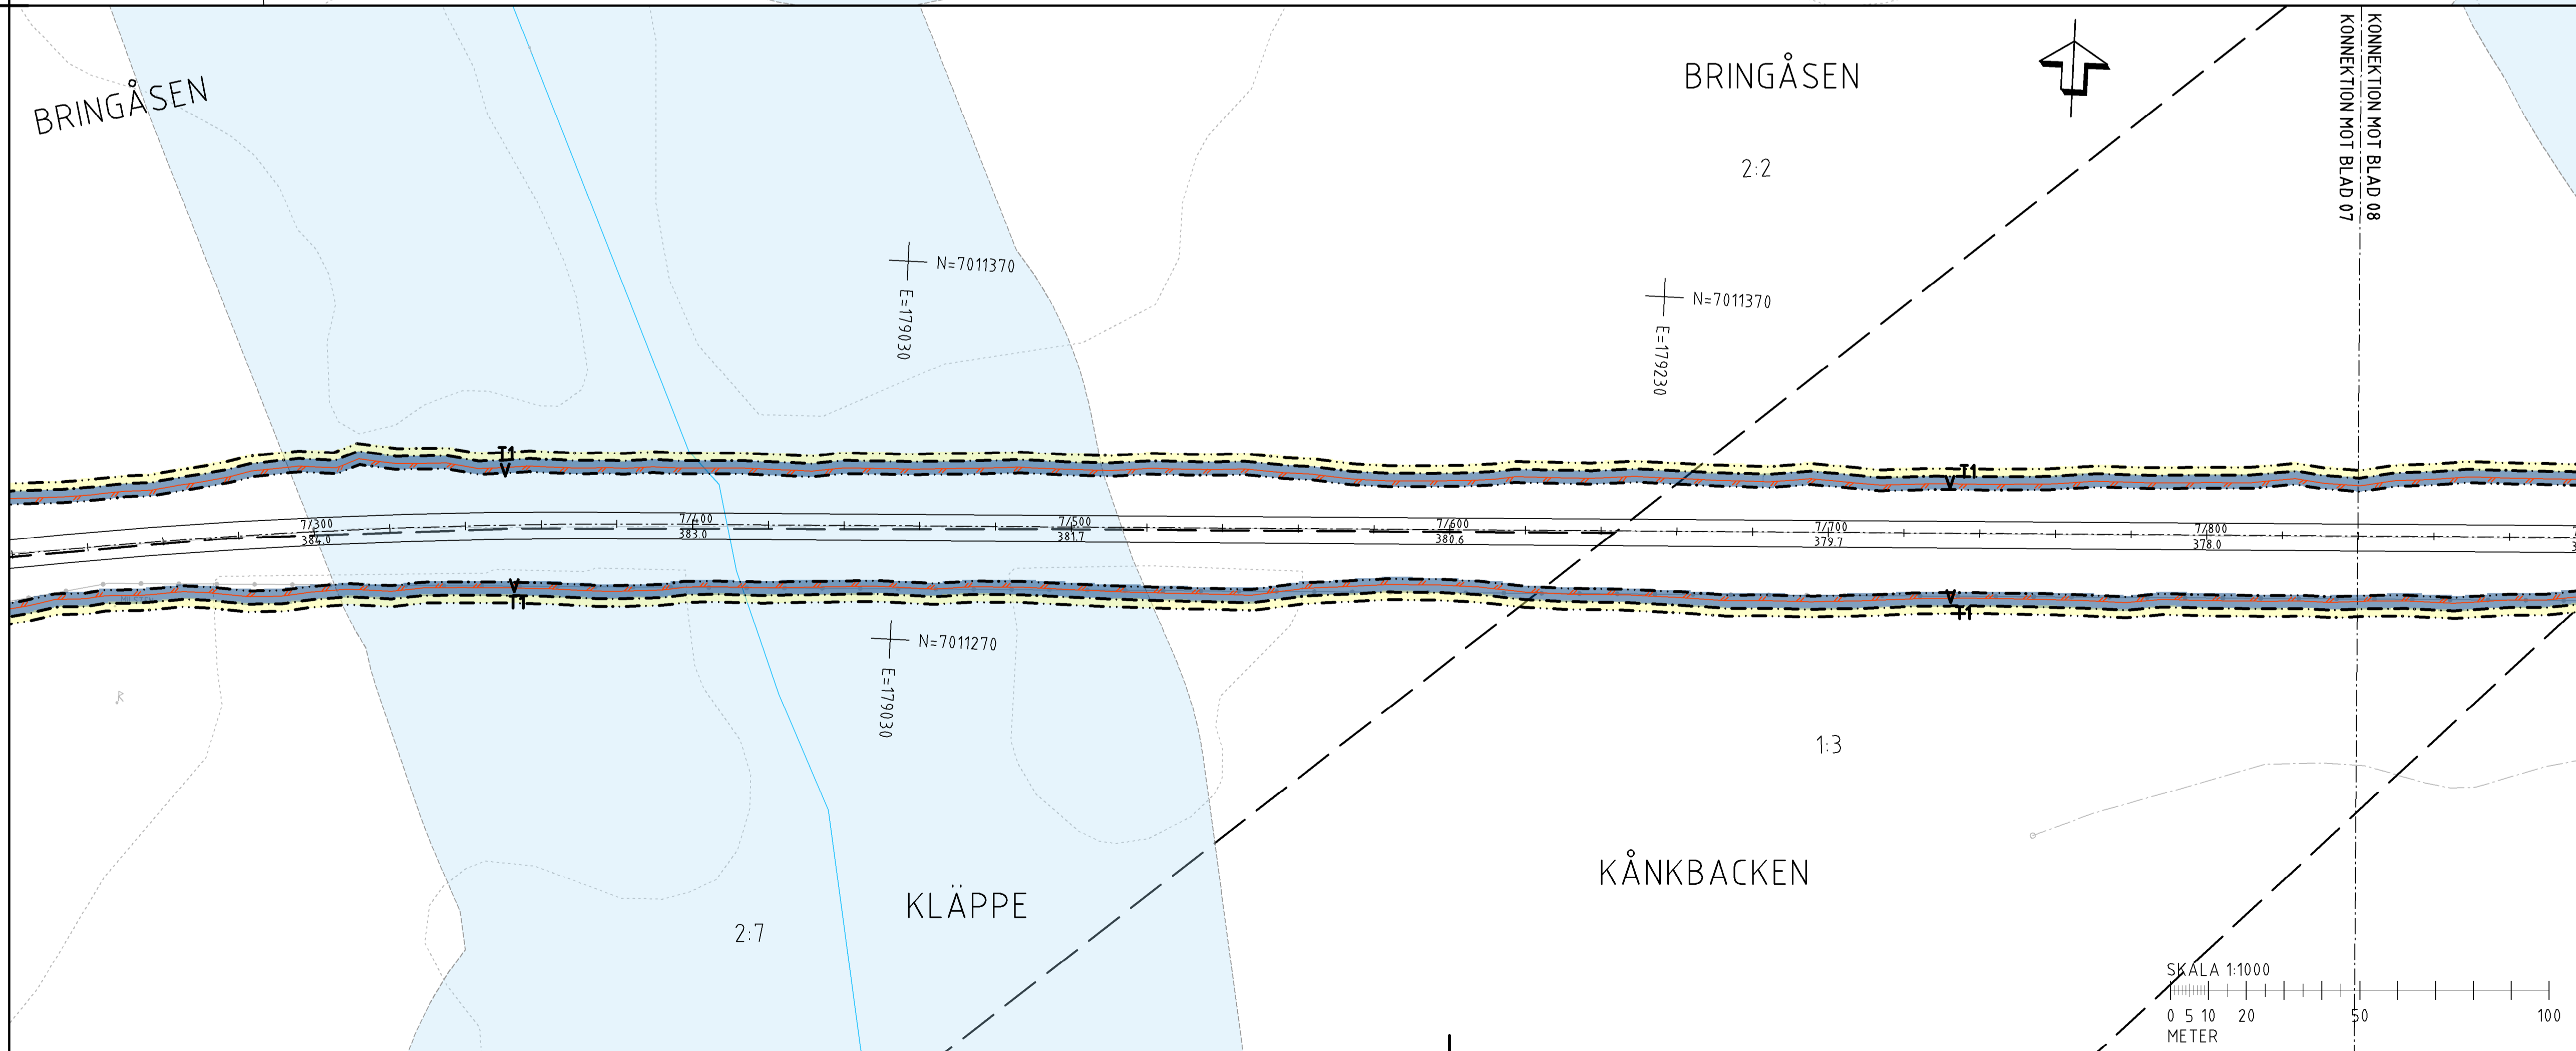 BRINGÅSEN
BRINGÅSEN
2:2
KONNEKTION MOT BLAD 08
KONNEKTION MOT BLAD 07
N=7011370
E=179030
N=7011370
E=179230
T1
V
T1
V
7/300
384.0
7/400
383.0
7/500
381.7
7/600
380.6
7/700
379.7
7/800
378.0
V
T1
V
T1
N=7011270
E=179030
1:3
KÅNKBACKEN
KLÄPPE
2:7
SKALA 1:1000
0 5 10 20 50 100
METER